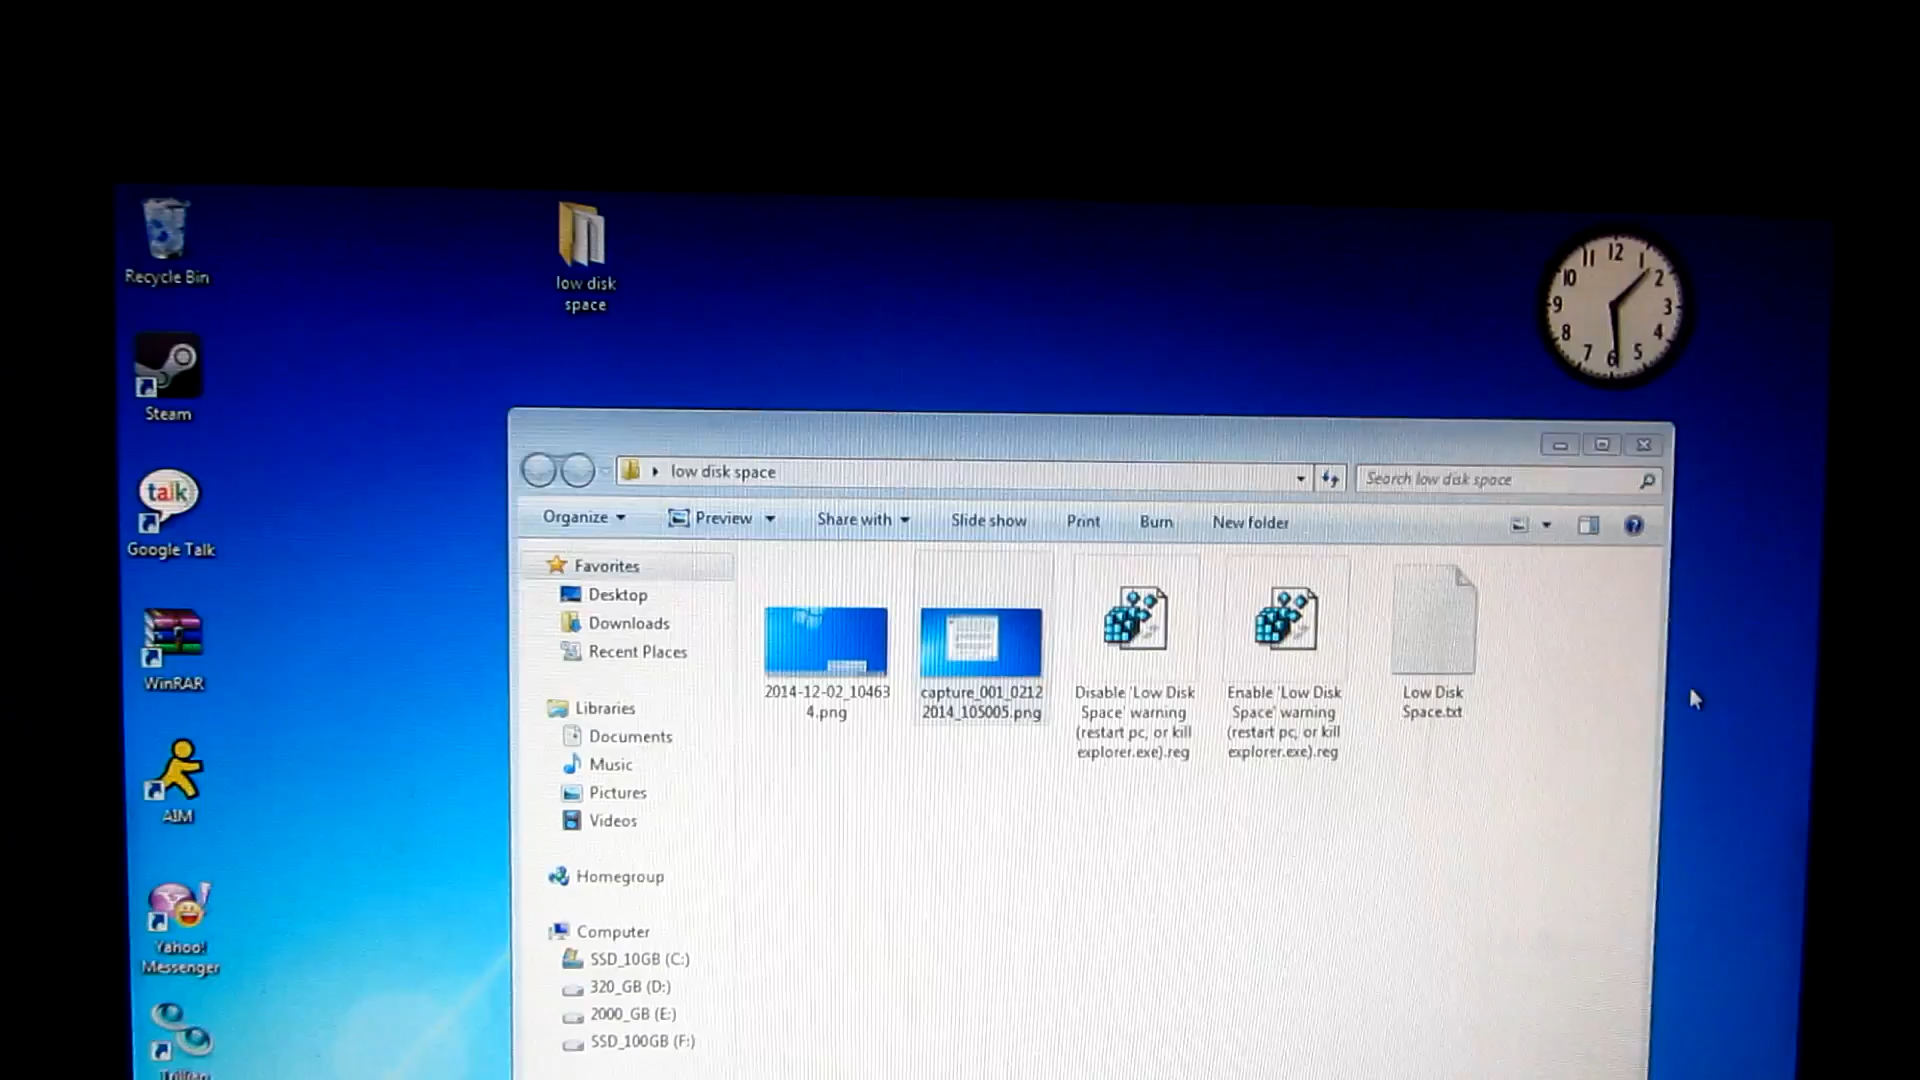 Recycle Bin
low disk
space
12
1
2
3
4
5
6
7
8
9
10
11
Steam
talk
Google Talk
WinRAR
AIM
Yahoo!
Messenger
low disk space
Search low disk space
Organize
Preview
Share with
Slide show
Print
Burn
New folder
Favorites
Desktop
Downloads
Recent Places
Libraries
Documents
Music
Pictures
Videos
Homegroup
Computer
SSD_10GB (C:)
320_GB (D:)
2000_GB (E:)
SSD_100GB (F:)
2014-12-02_10463
4.png
capture_001_0212
2014_105005.png
Disable 'Low Disk
Space' warning
(restart pc, or kill
explorer.exe).reg
Enable 'Low Disk
Space' warning
(restart pc, or kill
explorer.exe).reg
Low Disk
Space.txt